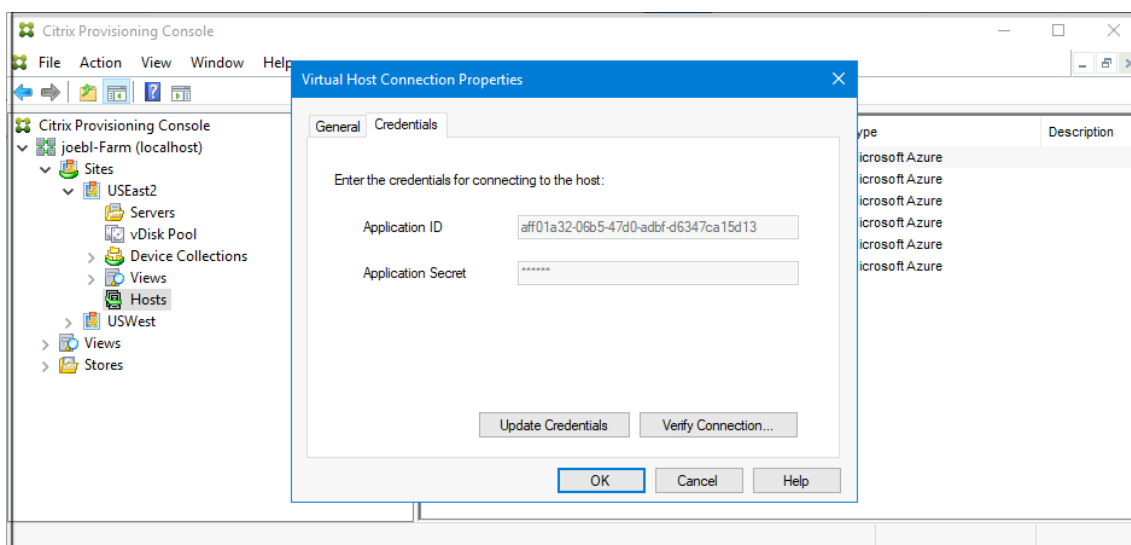 Citrix Provisioning Console
File Action View Window Help
Virtual Host Connection Properties
Citrix Provisioning Console
joebl-Farm (localhost)
Sites
USEast2
Servers
vDisk Pool
Device Collections
Views
Hosts
USWest
Views
Stores
General Credentials
Enter the credentials for connecting to the host:
Application ID aff01a32-06b5-47d0-adbf-d6347ca15d13
Application Secret ******
Update Credentials Verify Connection...
OK Cancel Help
ype Description
icrosoft Azure
icrosoft Azure
icrosoft Azure
icrosoft Azure
icrosoft Azure
icrosoft Azure